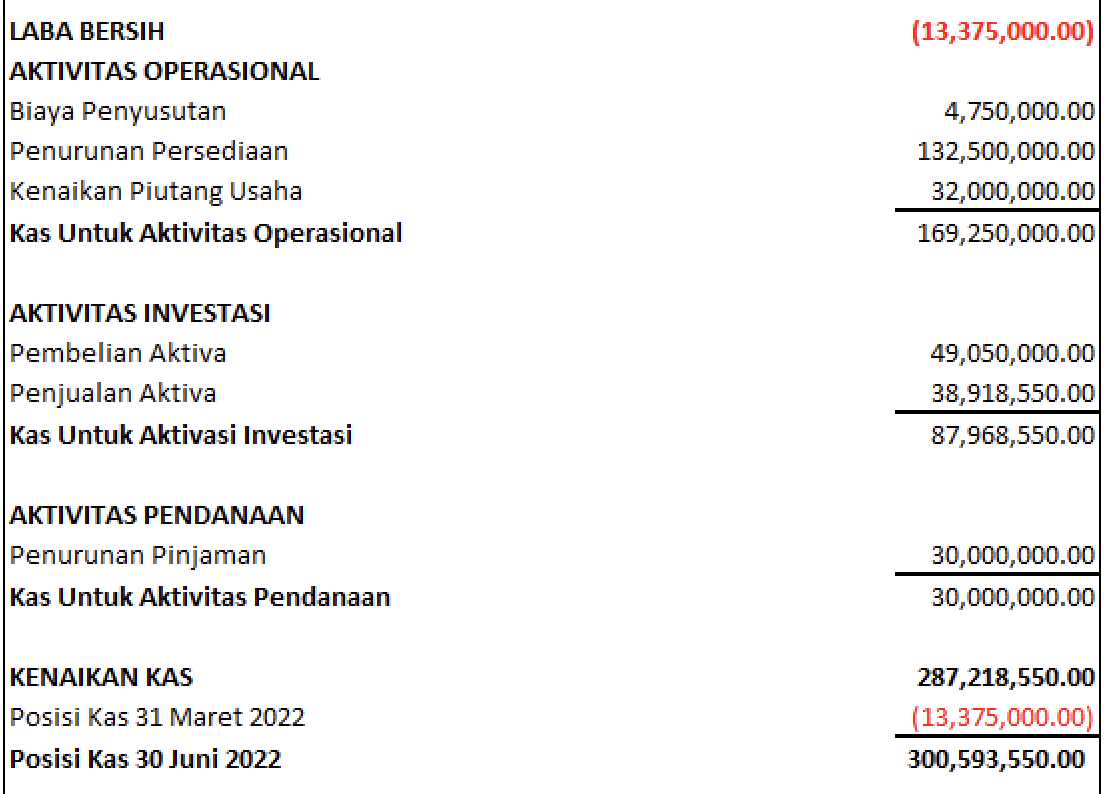 LABA BERSIH (13,375,000.00)
AKTIVITAS OPERASIONAL
Biaya Penyusutan 4,750,000.00
Penurunan Persediaan 132,500,000.00
Kenaikan Piutang Usaha 32,000,000.00
Kas Untuk Aktivitas Operasional 169,250,000.00
AKTIVITAS INVESTASI
Pembelian Aktiva 49,050,000.00
Penjualan Aktiva 38,918,550.00
Kas Untuk Aktivasi Investasi 87,968,550.00
AKTIVITAS PENDANAAN
Penurunan Pinjaman 30,000,000.00
Kas Untuk Aktivitas Pendanaan 30,000,000.00
KENAIKAN KAS 287,218,550.00
Posisi Kas 31 Maret 2022 (13,375,000.00)
Posisi Kas 30 Juni 2022 300,593,550.00